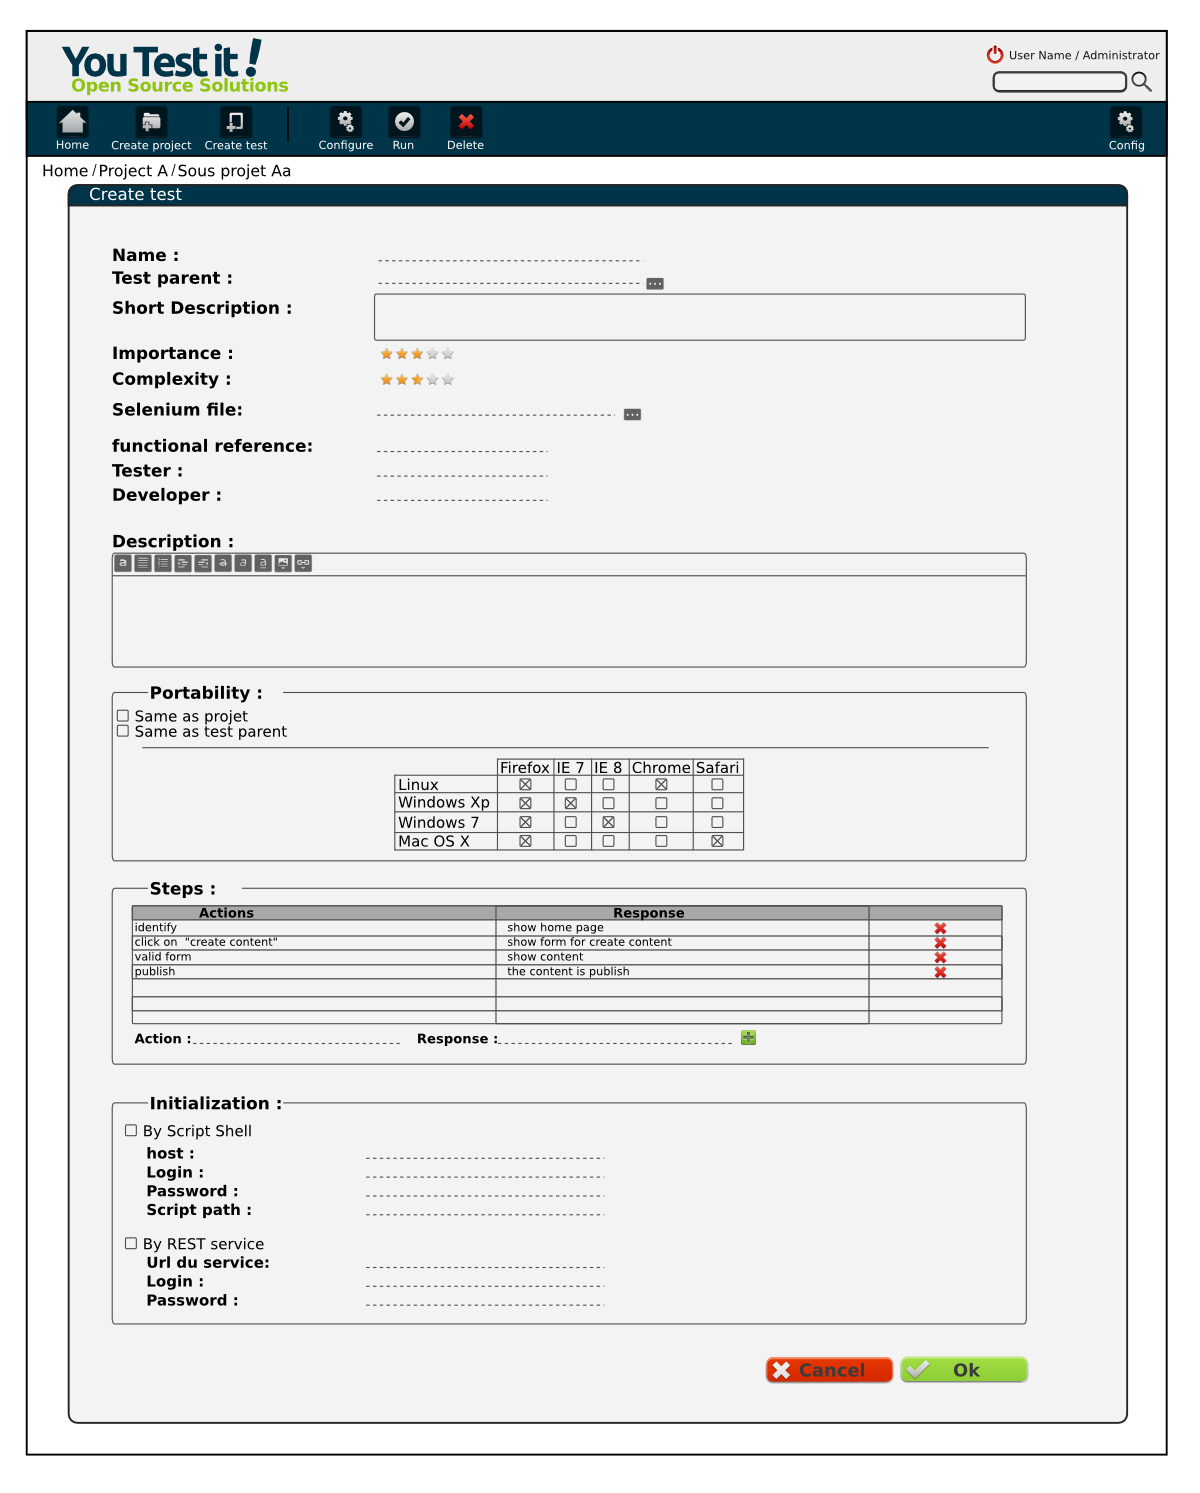 You Test it !
Open Source Solutions
User Name / Administrator
Home Create project Create test Configure Run Delete Config
Home / Project A / Sous projet Aa
Create test
Name :
Test parent :
Short Description :
Importance :
Complexity :
Selenium file:
functional reference:
Tester :
Developer :
Description :
a a a a
Portability :
Same as projet
Same as test parent
Firefox IE 7 IE 8 Chrome Safari
Linux
Windows Xp
Windows 7
Mac OS X
Steps :
Actions Response
identify show home page
click on "create content" show form for create content
valid form show content
publish the content is publish
Action : Response :
Initialization :
By Script Shell
host :
Login :
Password :
Script path :
By REST service
Url du service:
Login :
Password :
Cancel Ok